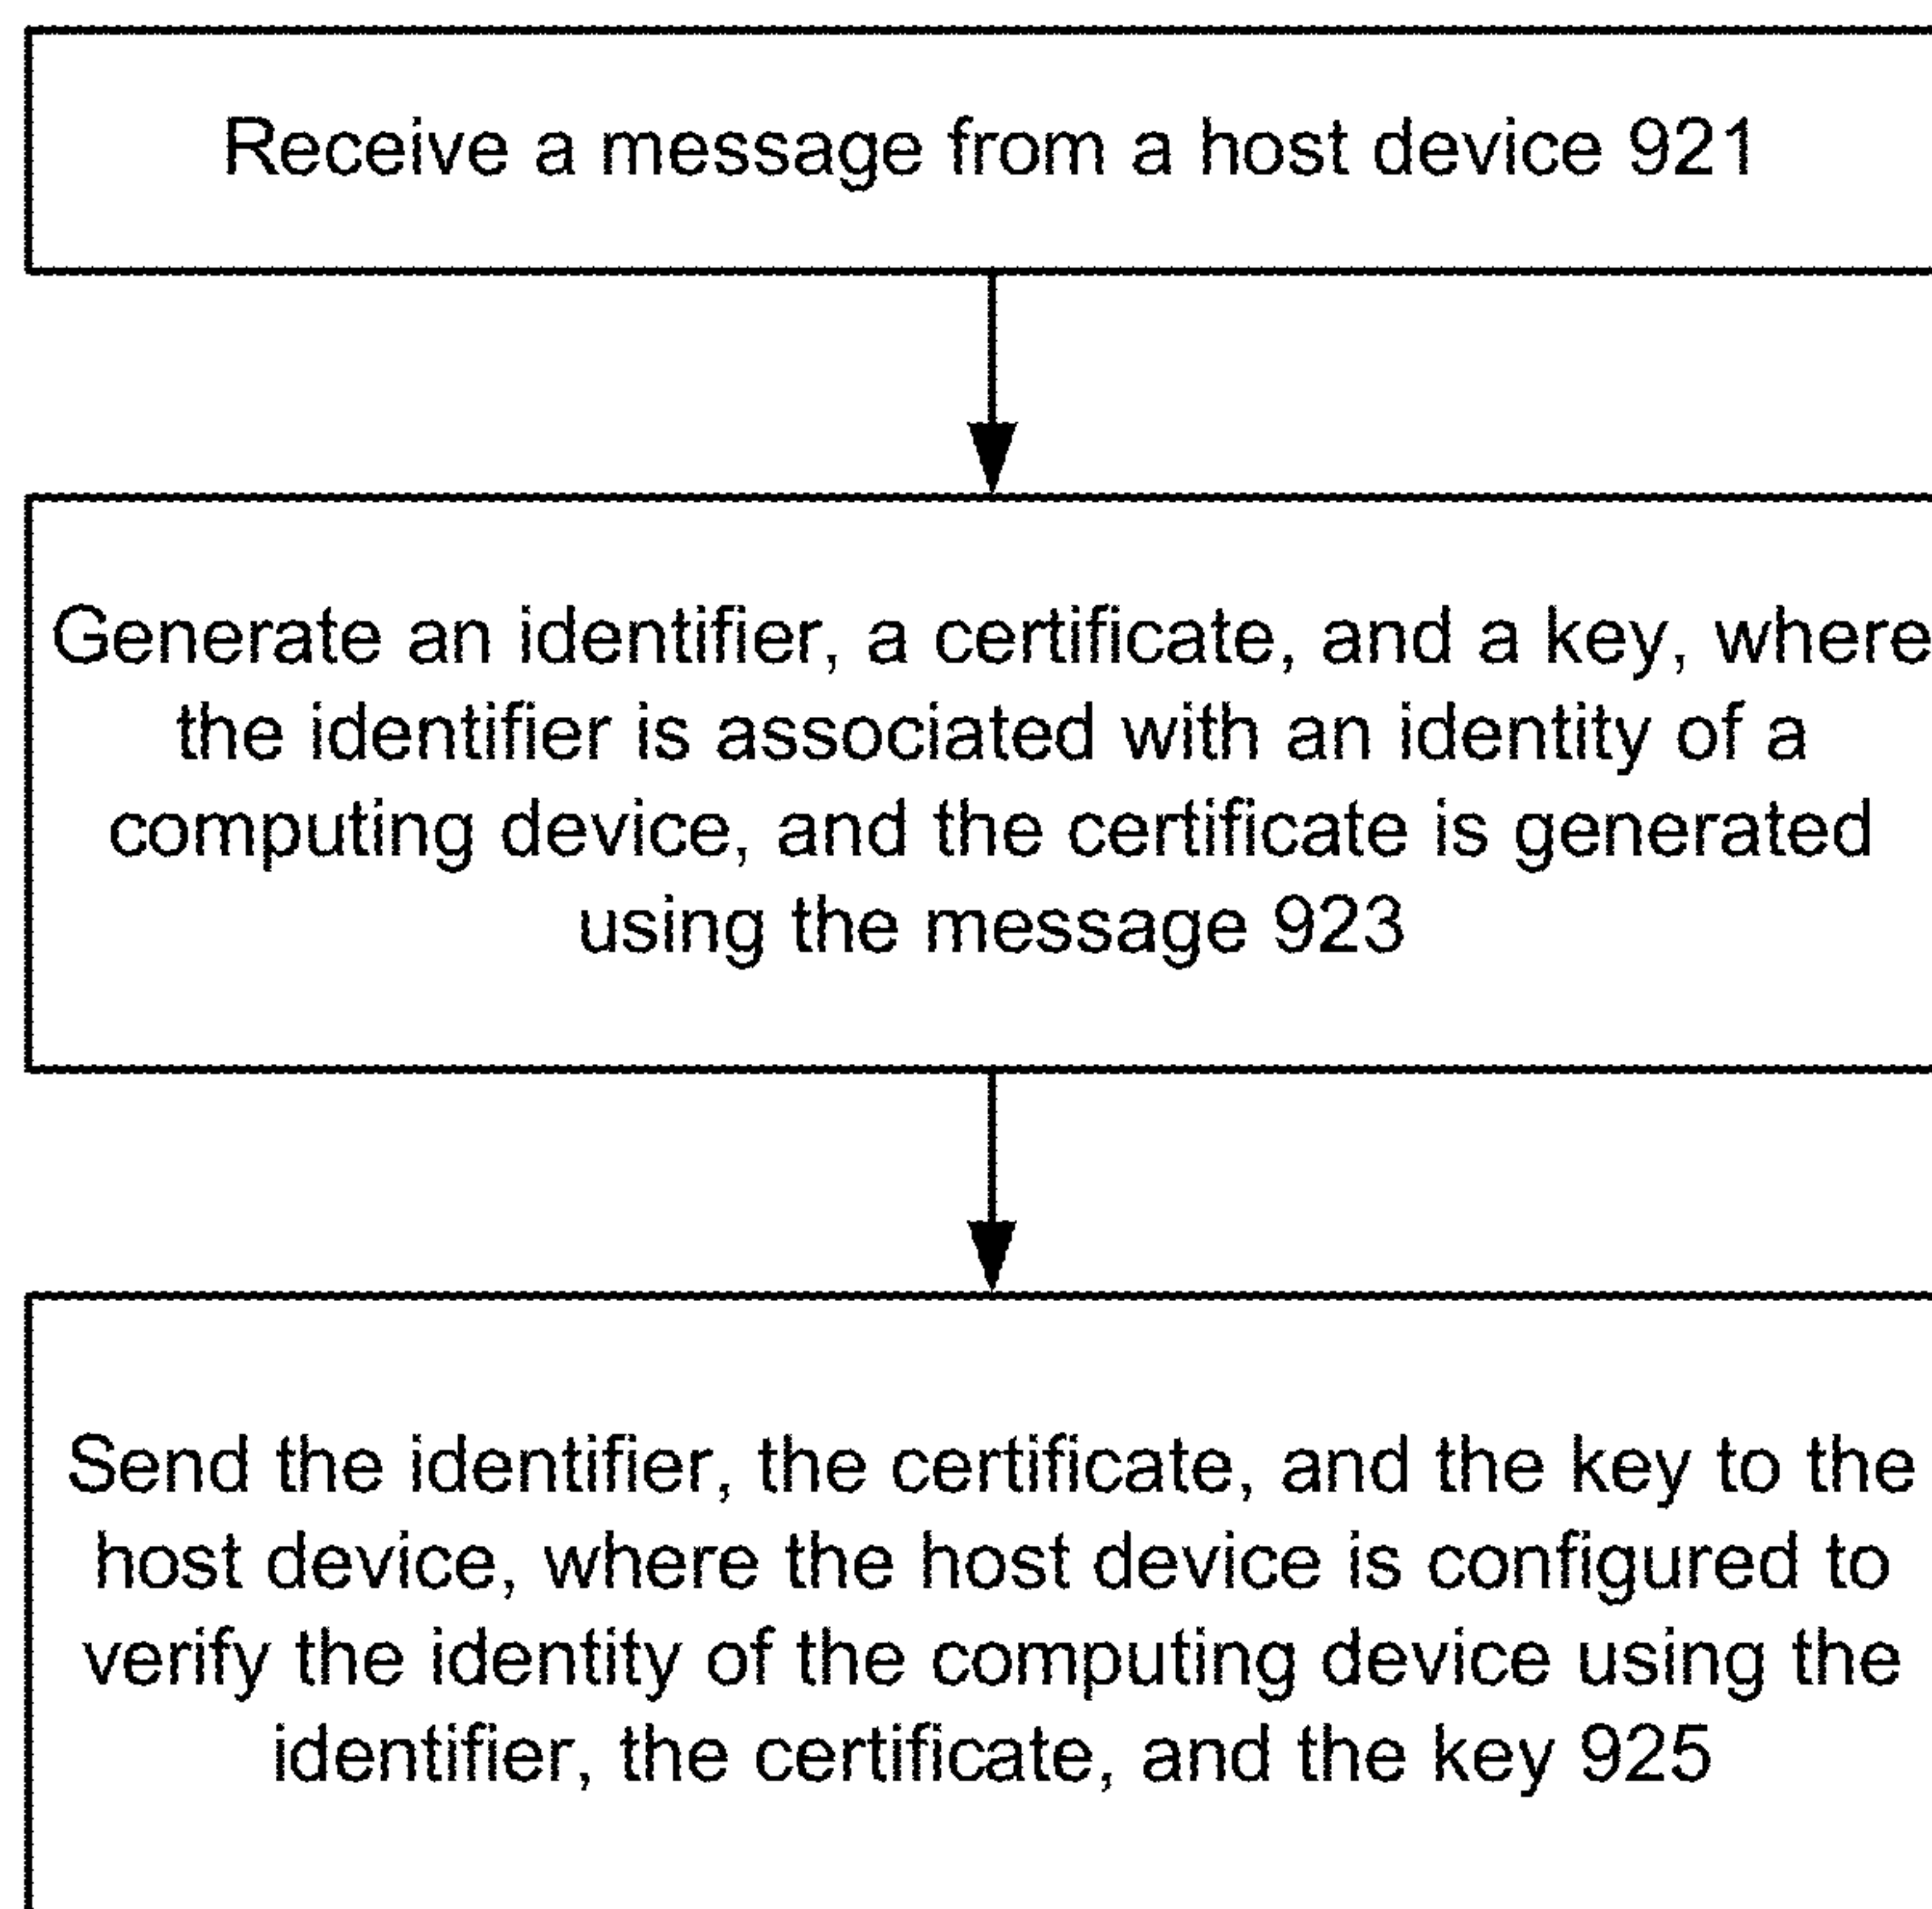 Receive a message from a host device 921
Generate an identifier, a certificate, and a key, where
the identifier is associated with an identity of a
computing device, and the certificate is generated
using the message 923
Send the identifier, the certificate, and the key to the
host device, where the host device is configured to
verify the identity of the computing device using the
identifier, the certificate, and the key 925